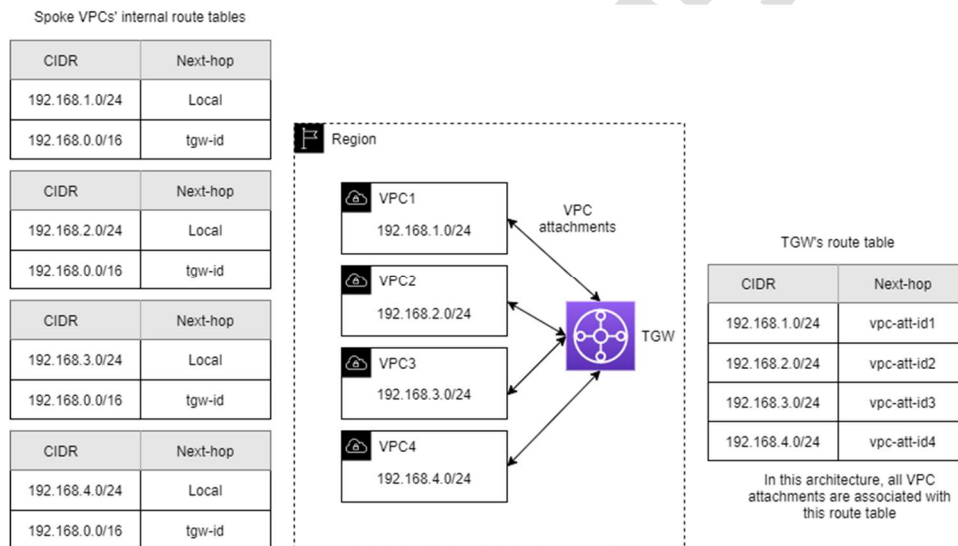 Spoke VPCs' internal route tables
CIDR Next-hop
192.168.1.0/24 Local
192.168.0.0/16 tgw-id
CIDR Next-hop
192.168.2.0/24 Local
192.168.0.0/16 tgw-id
CIDR Next-hop
192.168.3.0/24 Local
192.168.0.0/16 tgw-id
CIDR Next-hop
192.168.4.0/24 Local
192.168.0.0/16 tgw-id
Region
VPC1
192.168.1.0/24
VPC2
192.168.2.0/24
VPC3
192.168.3.0/24
VPC4
192.168.4.0/24
VPC
attachments
TGW
TGW's route table
CIDR Next-hop
192.168.1.0/24 vpc-att-id1
192.168.2.0/24 vpc-att-id2
192.168.3.0/24 vpc-att-id3
192.168.4.0/24 vpc-att-id4
In this architecture, all VPC
attachments are associated with
this route table